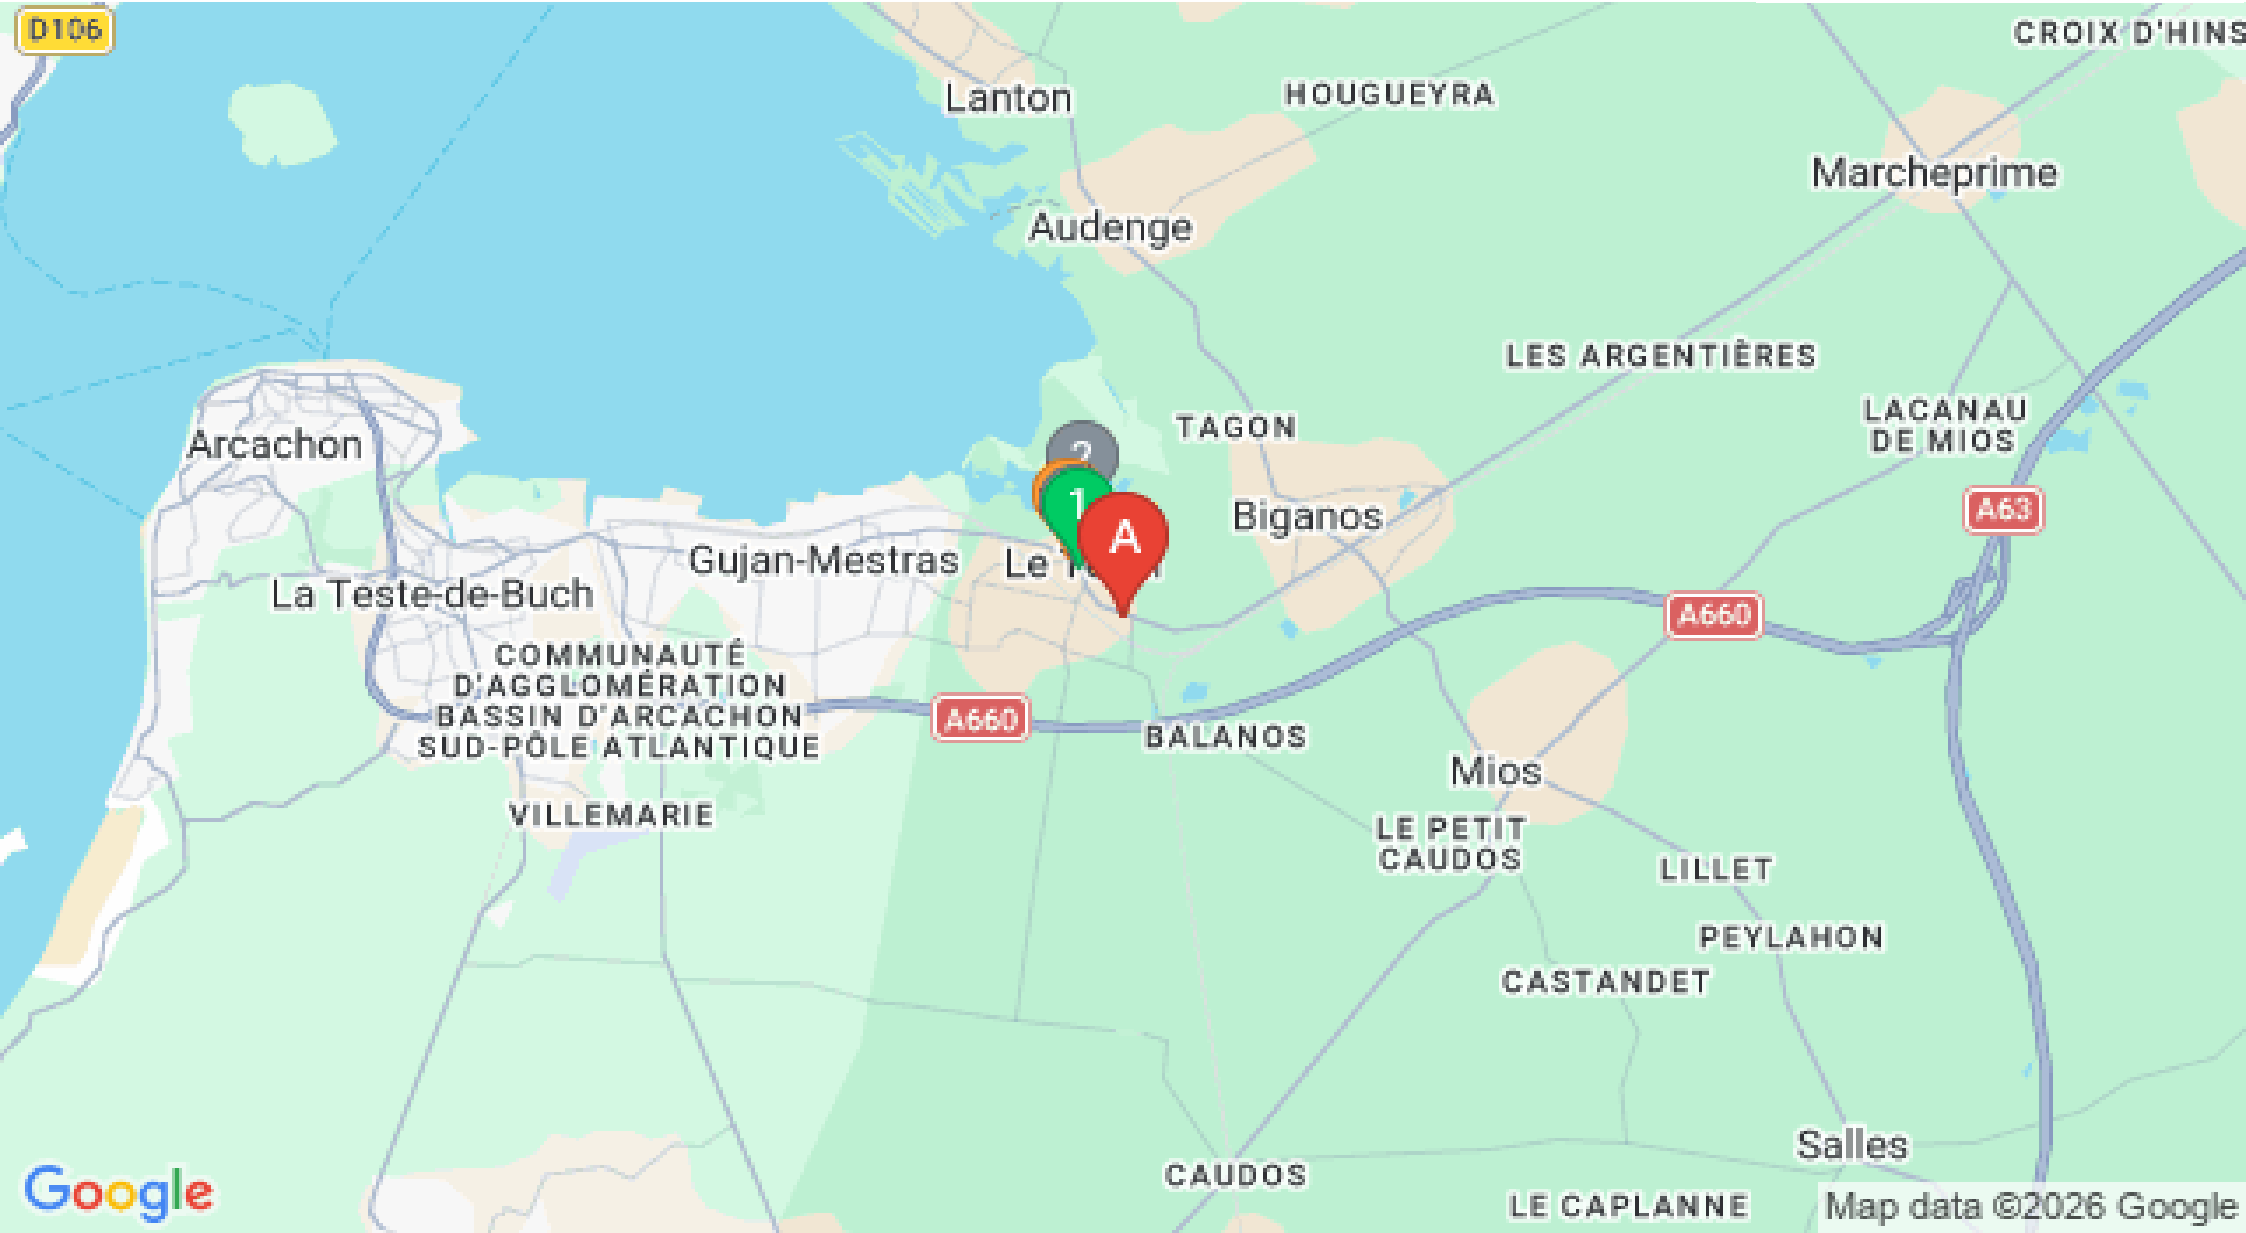 D106
CROIX D'HINS
Lanton
HOUGUEYRA
Marcheprime
Audenge
LES ARGENTIÈRES
LACANAU
DE MIOS
TAGON
Arcachon
2
1
A
A63
Biganos
Gujan-Mestras
Le
La Teste-de-Buch
A660
COMMUNAUTÉ
D'AGGLOMÉRATION
BASSIN D'ARCACHON
SUD-PÔLE ATLANTIQUE
A660
BALANOS
Mios
VILLEMARIE
LE PETIT
CAUDOS
LILLET
PEYLAHON
CASTANDET
Salles
CAUDOS
LE CAPLANNE
Google
Map data ©2026 Google